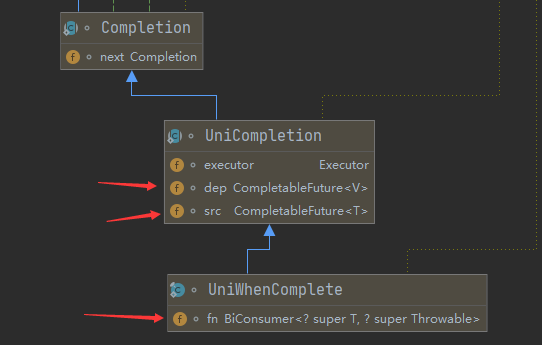 Completion
next Completion
UniCompletion
executor Executor
dep CompletableFuture<V>
src CompletableFuture<T>
UniWhenComplete
fn BiConsumer<? super T, ? super Throwable>